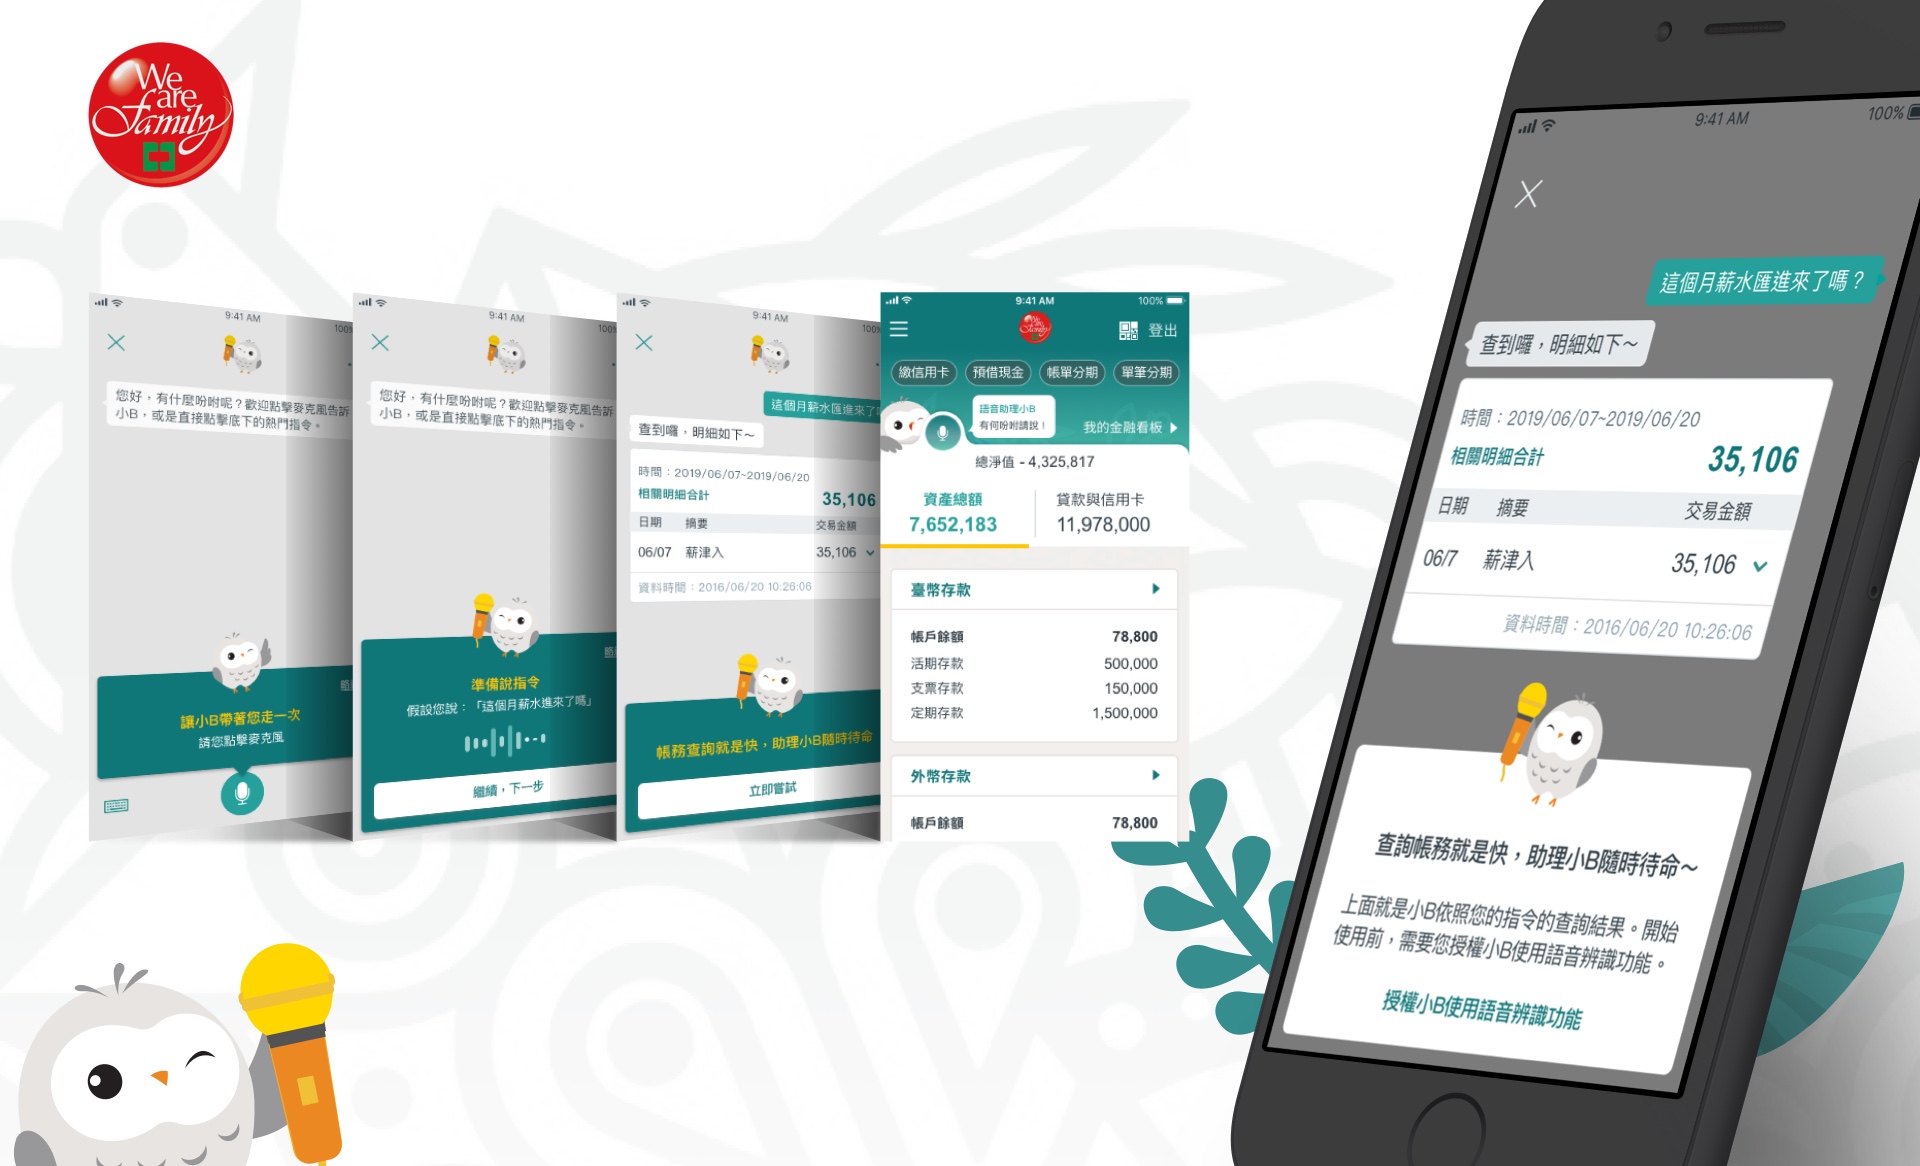 We
are
Family
您好，有什麼吩咐呢？歡迎點擊麥克風告訴
小B，或是直接點擊底下的熱門指令。
讓小B帶著您走一次
請您點擊麥克風
9:41 AM
您好，有什麼吩咐呢？歡迎點擊麥克風告訴
小B，或是直接點擊底下的熱門指令。
準備說指令
假設您說：「這個月薪水進來了嗎」
繼續，下一步
9:41 AM
9:41 AM
這個月薪水匯進來了
查到囉，明細如下～
時間：2019/06/07~2019/06/20
相關明細合計 35,106
日期 摘要 交易金額
06/07 薪津入 35,106
資料時間：2016/06/20 10:26:06
帳務查詢就是快，助理小B隨時待命
立即嘗試
9:41 AM 100%
We are Family
登出
繳信用卡 預借現金 帳單分期 單筆分期
語音助理小B
有何吩咐請說！
我的金融看板
總淨值 - 4,325,817
資產總額 貸款與信用卡
7,652,183 11,978,000
臺幣存款
帳戶餘額 78,800
活期存款 500,000
支票存款 150,000
定期存款 1,500,000
外幣存款
帳戶餘額 78,800
9:41 AM 100%
這個月薪水匯進來了嗎？
查到囉，明細如下～
時間：2019/06/07~2019/06/20
相關明細合計 35,106
日期 摘要 交易金額
06/7 薪津入 35,106
資料時間：2016/06/20 10:26:06
查詢帳務就是快，助理小B隨時待命～
上面就是小B依照您的指令的查詢結果。開始
使用前，需要您授權小B使用語音辨識功能。
授權小B使用語音辨識功能